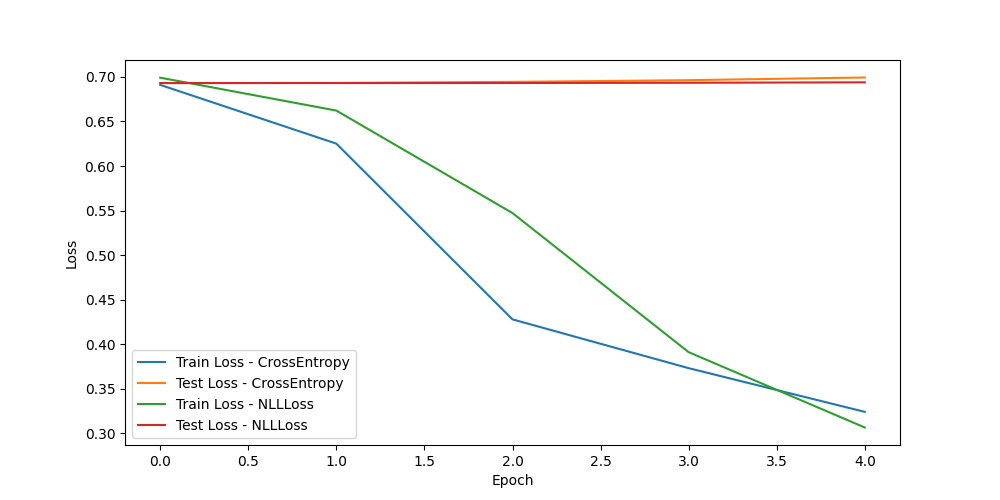 0.70
0.65
0.60
0.55
0.50
0.45
0.40
0.35
0.30
Loss
Train Loss - CrossEntropy
Test Loss - CrossEntropy
Train Loss - NLLLoss
Test Loss - NLLLoss
0.0 0.5 1.0 1.5 2.0 2.5 3.0 3.5 4.0
Epoch